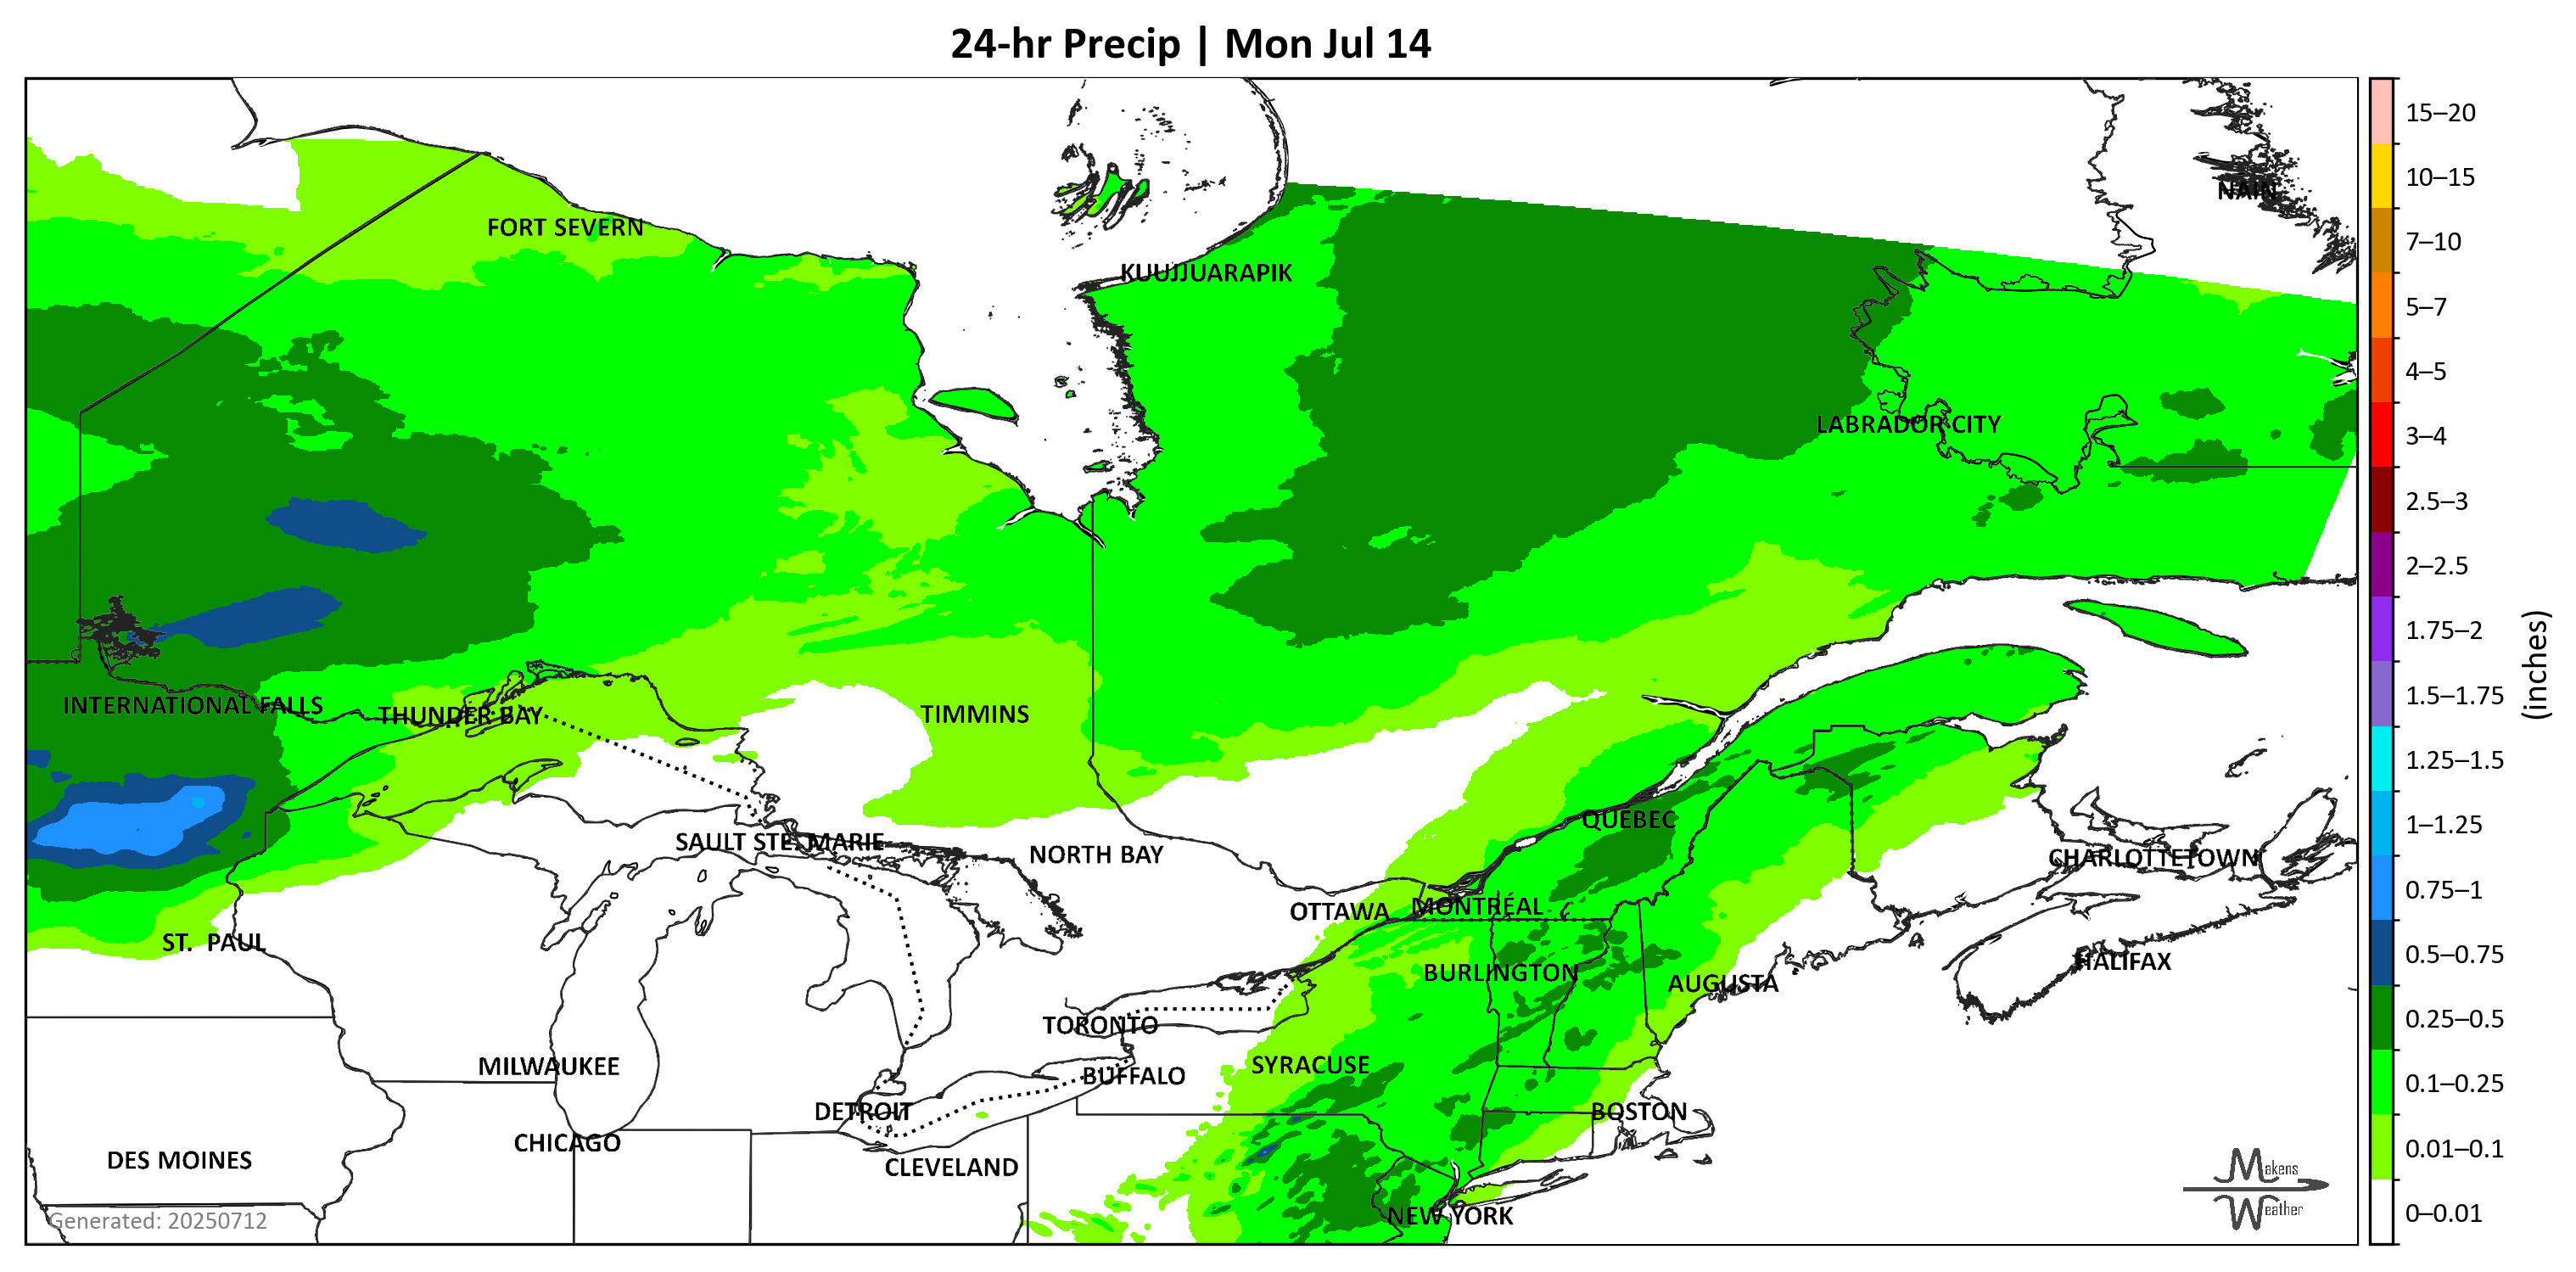 24-hr Precip | Mon Jul 14
NAIN
FORT SEVERN
KUUJJUARAPIK
LABRADOR CITY
INTERNATIONAL FALLS
THUNDER BAY
TIMMINS
QUEBEC
SAULT STE. MARIE
NORTH BAY
CHARLOTTETOWN
OTTAWA
MONTRÉAL
ST. PAUL
HALIFAX
BURLINGTON
AUGUSTA
TORONTO
MILWAUKEE
SYRACUSE
BUFFALO
DETROIT
BOSTON
CHICAGO
DES MOINES
CLEVELAND
NEW YORK
Generated: 20250712
Makens
Weather
15–20
10–15
7–10
5–7
4–5
3–4
2.5–3
2–2.5
1.75–2
1.5–1.75
1.25–1.5
1–1.25
0.75–1
0.5–0.75
0.25–0.5
0.1–0.25
0.01–0.1
0–0.01
(inches)